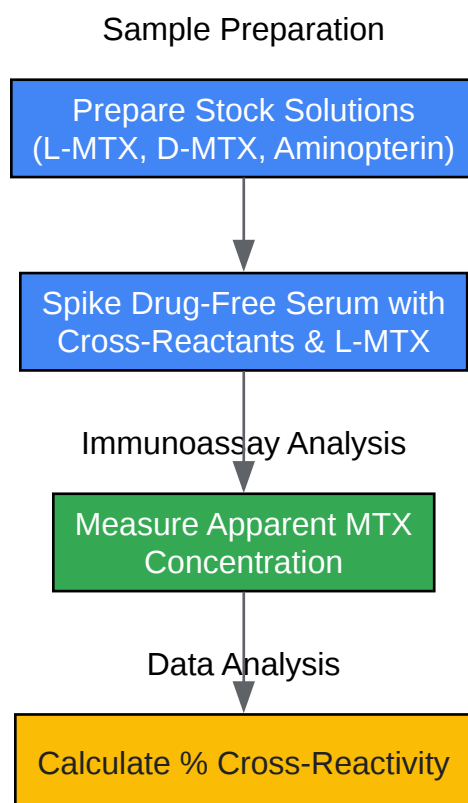 Sample Preparation
Prepare Stock Solutions
(L-MTX, D-MTX, Aminopterin)
Spike Drug-Free Serum with
Cross-Reactants & L-MTX
Immunoassay Analysis
Measure Apparent MTX
Concentration
Data Analysis
Calculate % Cross-Reactivity